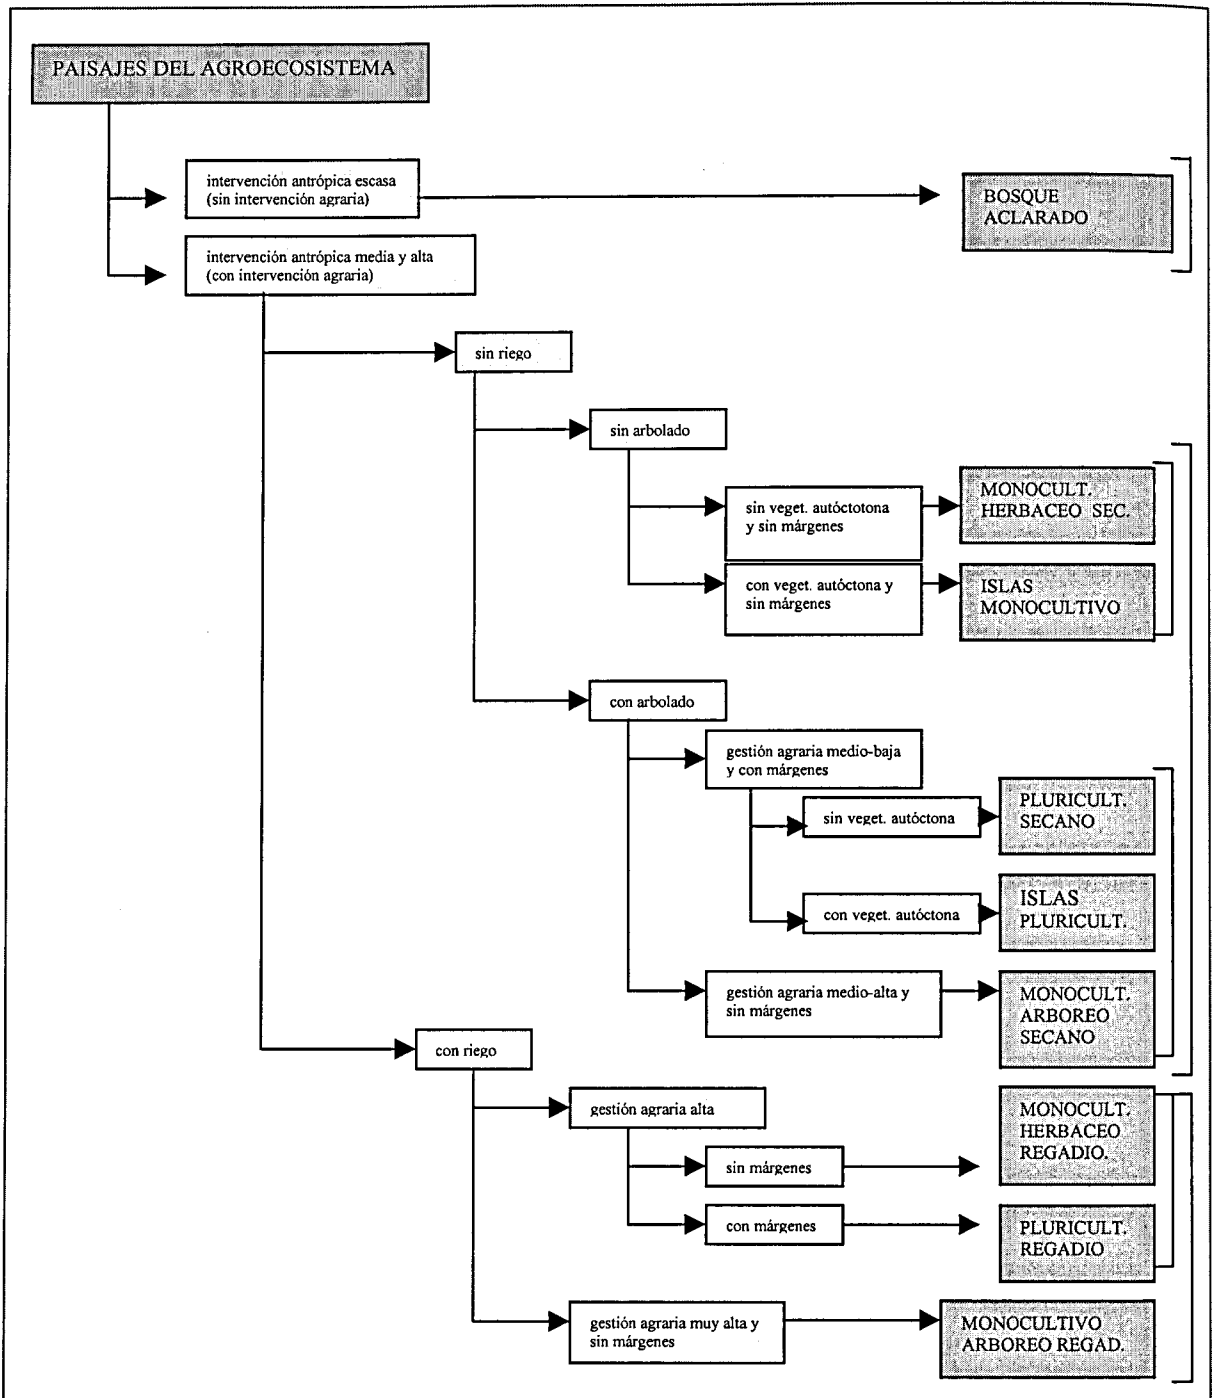 PAISAJES DEL AGROECOSISTEMA
intervención antrópica escasa
(sin intervención agraria)
BOSQUE
ACLARADO
intervención antrópica media y alta
(con intervención agraria)
sin riego
sin arbolado
sin veget. autóctotona
y sin márgenes
MONOCULT.
HERBACEO SEC.
con veget. autóctona y
sin márgenes
ISLAS
MONOCULTIVO
con arbolado
gestión agraria medio-baja
y con márgenes
sin veget. autóctona
PLURICULT.
SECANO
con veget. autóctona
ISLAS
PLURICULT.
gestión agraria medio-alta y
sin márgenes
MONOCULT.
ARBOREO
SECANO
con riego
gestión agraria alta
sin márgenes
MONOCULT.
HERBACEO
REGADIO.
con márgenes
PLURICULT.
REGADIO
gestión agraria muy alta y
sin márgenes
MONOCULTIVO
ARBOREO REGAD.